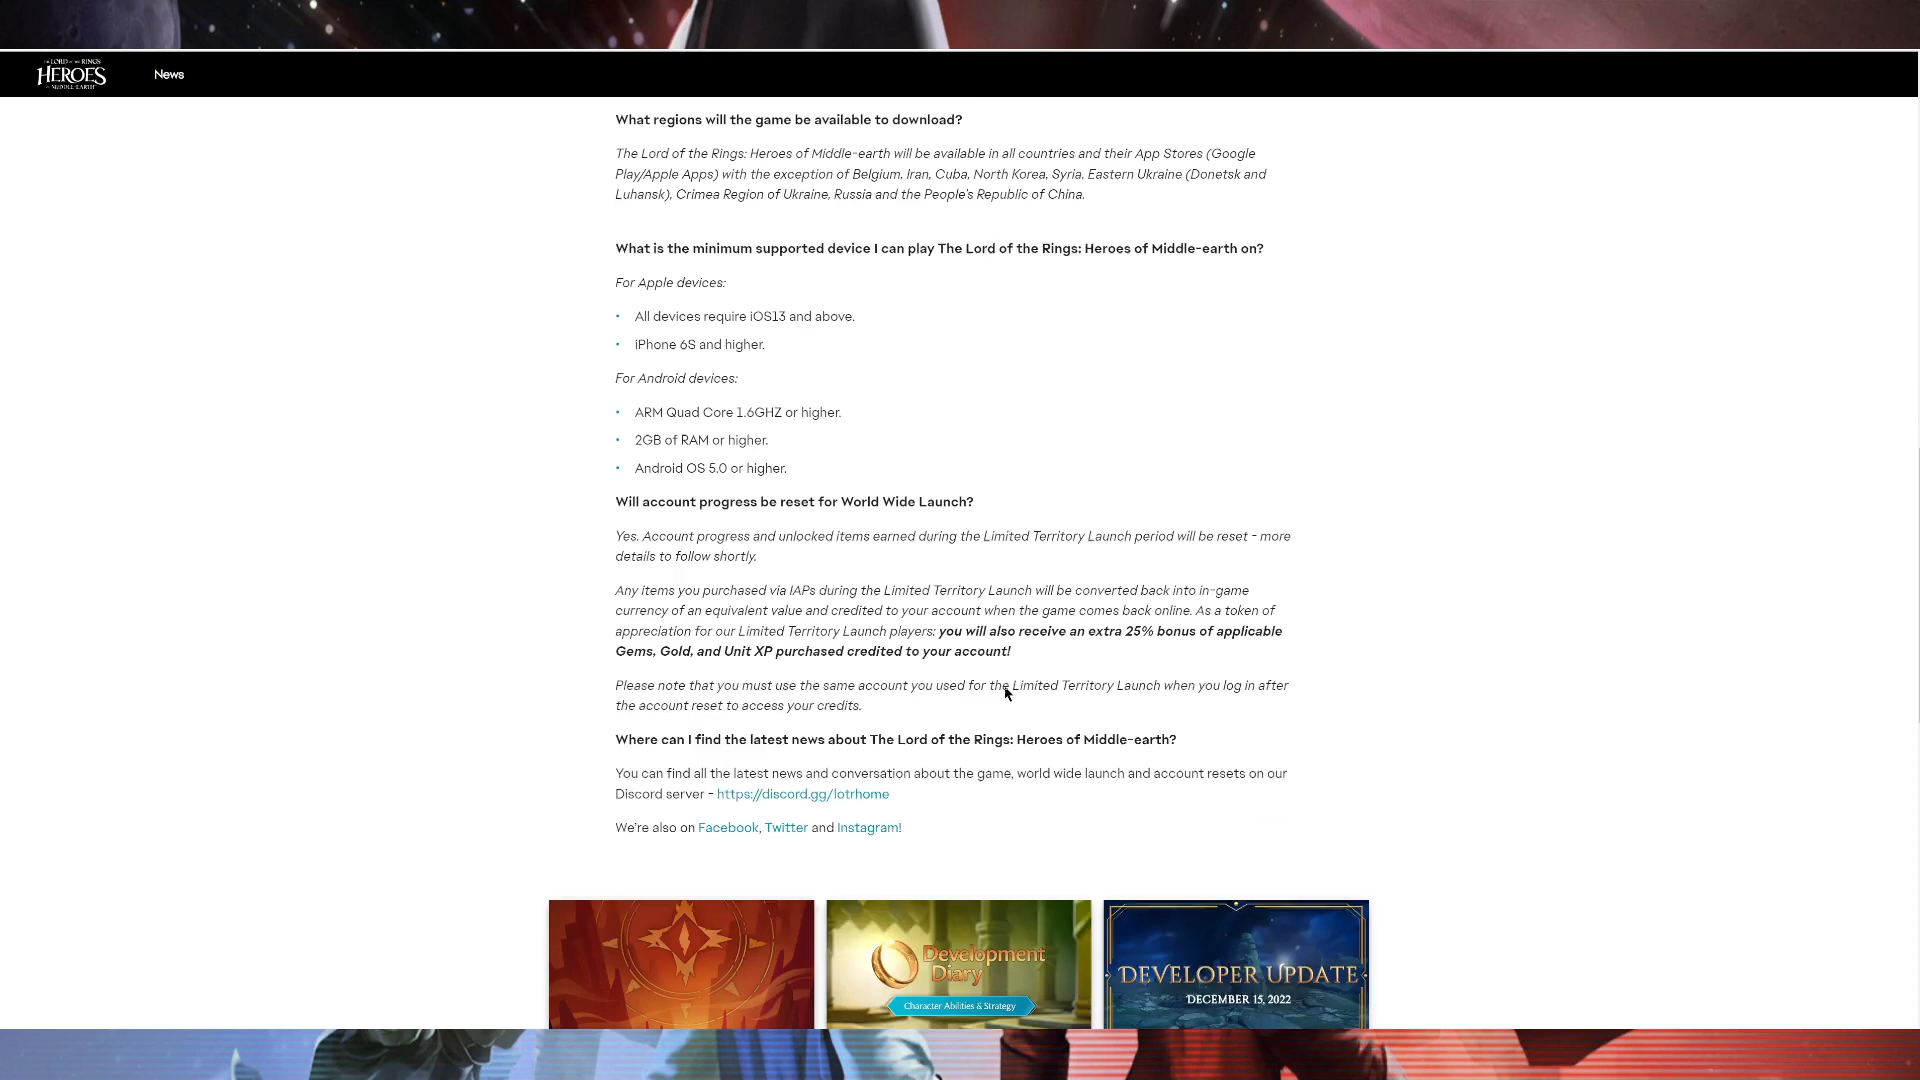 THE LORD OF THE RINGS
HEROES
OF MIDDLE-EARTH
News
What regions will the game be available to download?
The Lord of the Rings: Heroes of Middle-earth will be available in all countries and their App Stores (Google
Play/Apple Apps) with the exception of Belgium, Iran, Cuba, North Korea, Syria, Eastern Ukraine (Donetsk and
Luhansk), Crimea Region of Ukraine, Russia and the People's Republic of China.
What is the minimum supported device I can play The Lord of the Rings: Heroes of Middle-earth on?
For Apple devices:
• All devices require iOS13 and above.
• iPhone 6S and higher.
For Android devices:
• ARM Quad Core 1.6GHZ or higher.
• 2GB of RAM or higher.
• Android OS 5.0 or higher.
Will account progress be reset for World Wide Launch?
Yes. Account progress and unlocked items earned during the Limited Territory Launch period will be reset - more
details to follow shortly.
Any items you purchased via IAPs during the Limited Territory Launch will be converted back into in-game
currency of an equivalent value and credited to your account when the game comes back online. As a token of
appreciation for our Limited Territory Launch players: you will also receive an extra 25% bonus of applicable
Gems, Gold, and Unit XP purchased credited to your account!
Please note that you must use the same account you used for the Limited Territory Launch when you log in after
the account reset to access your credits.
Where can I find the latest news about The Lord of the Rings: Heroes of Middle-earth?
You can find all the latest news and conversation about the game, world wide launch and account resets on our
Discord server - https://discord.gg/lotrhome
We're also on Facebook, Twitter and Instagram!
Development
Diary
Character Abilities & Strategy
DEVELOPER UPDATE
DECEMBER 15, 2022